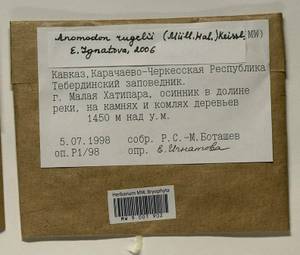 Anomodon rugelii (Müll. Hal.) Keissl.
E. Ignatova, 2006
MW)
Кавказ, Карачаево-Черкесская Республика
Тебердинский заповедник.
г. Малая Хатипара, осинник в долине
реки, на камнях и комлях деревьев
1450 м над у.м.
5.07.1998 собр. Р.С.-М.Боташев
оп.Р1/98 опр. Е. Игнатова
Herbarium MW, Bryophyta
MW 9 001 932